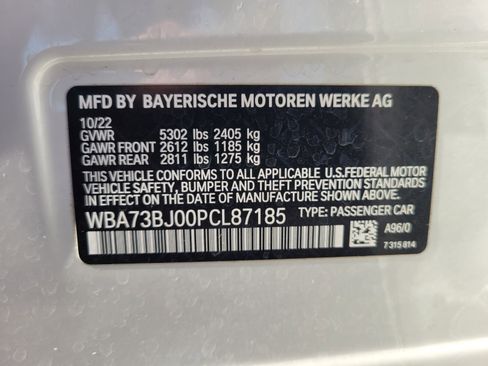 MFD BY BAYERISCHE MOTOREN WERKE AG
10/22
GVWR 5302 lbs 2405 kg
GAWR FRONT 2612 lbs 1185 kg
GAWR REAR 2811 lbs 1275 kg
THIS VEHICLE CONFORMS TO ALL APPLICABLE U.S.FEDERAL MOTOR
VEHICLE SAFETY, BUMPER AND THEFT PREVENTION STANDARDS
IN EFFECT ON THE DATE OF MANUFACTURE SHOWN ABOVE.
WBA73BJ00PCL87185 TYPE: PASSENGER CAR
A96/0
7 315 814